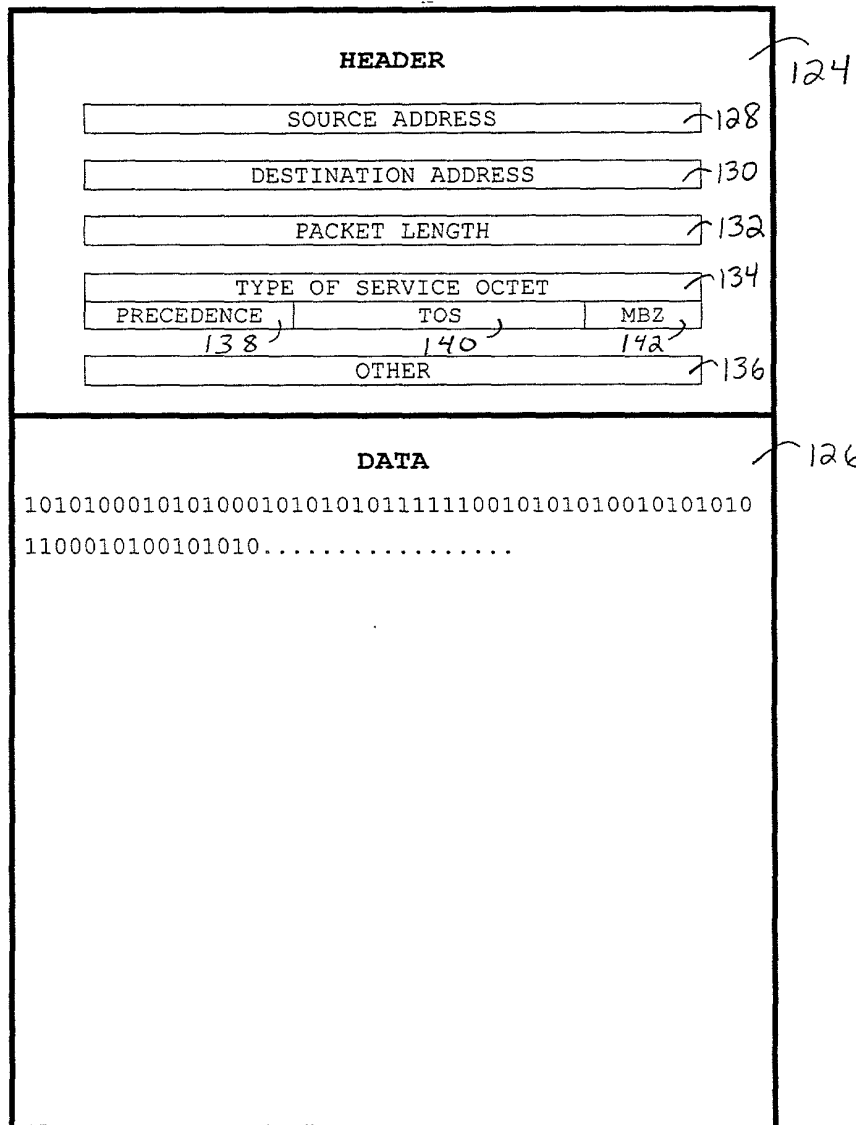 HEADER 124
SOURCE ADDRESS 128
DESTINATION ADDRESS 130
PACKET LENGTH 132
TYPE OF SERVICE OCTET 134
PRECEDENCE TOS MBZ
138 140 142
OTHER 136
DATA 126
1010100010101000101010101111111001010101001010101010
1100010100101010.................